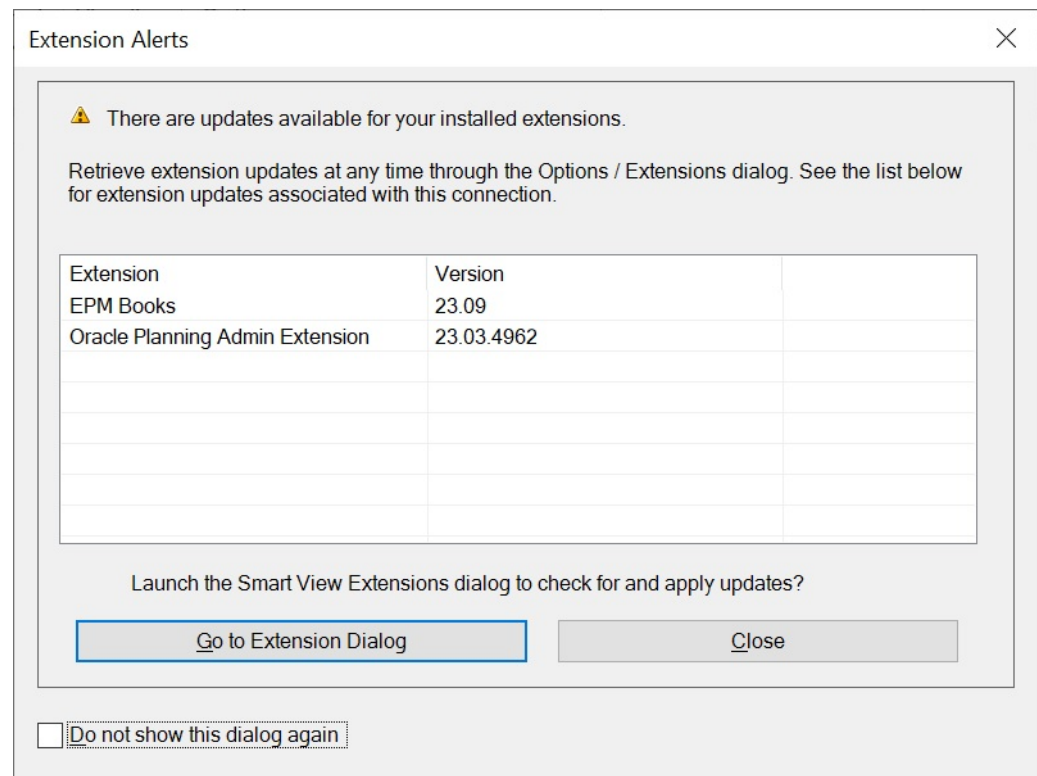 Extension Alerts
There are updates available for your installed extensions.
Retrieve extension updates at any time through the Options / Extensions dialog. See the list below
for extension updates associated with this connection.
Extension Version
EPM Books 23.09
Oracle Planning Admin Extension 23.03.4962
Launch the Smart View Extensions dialog to check for and apply updates?
Go to Extension Dialog Close
Do not show this dialog again